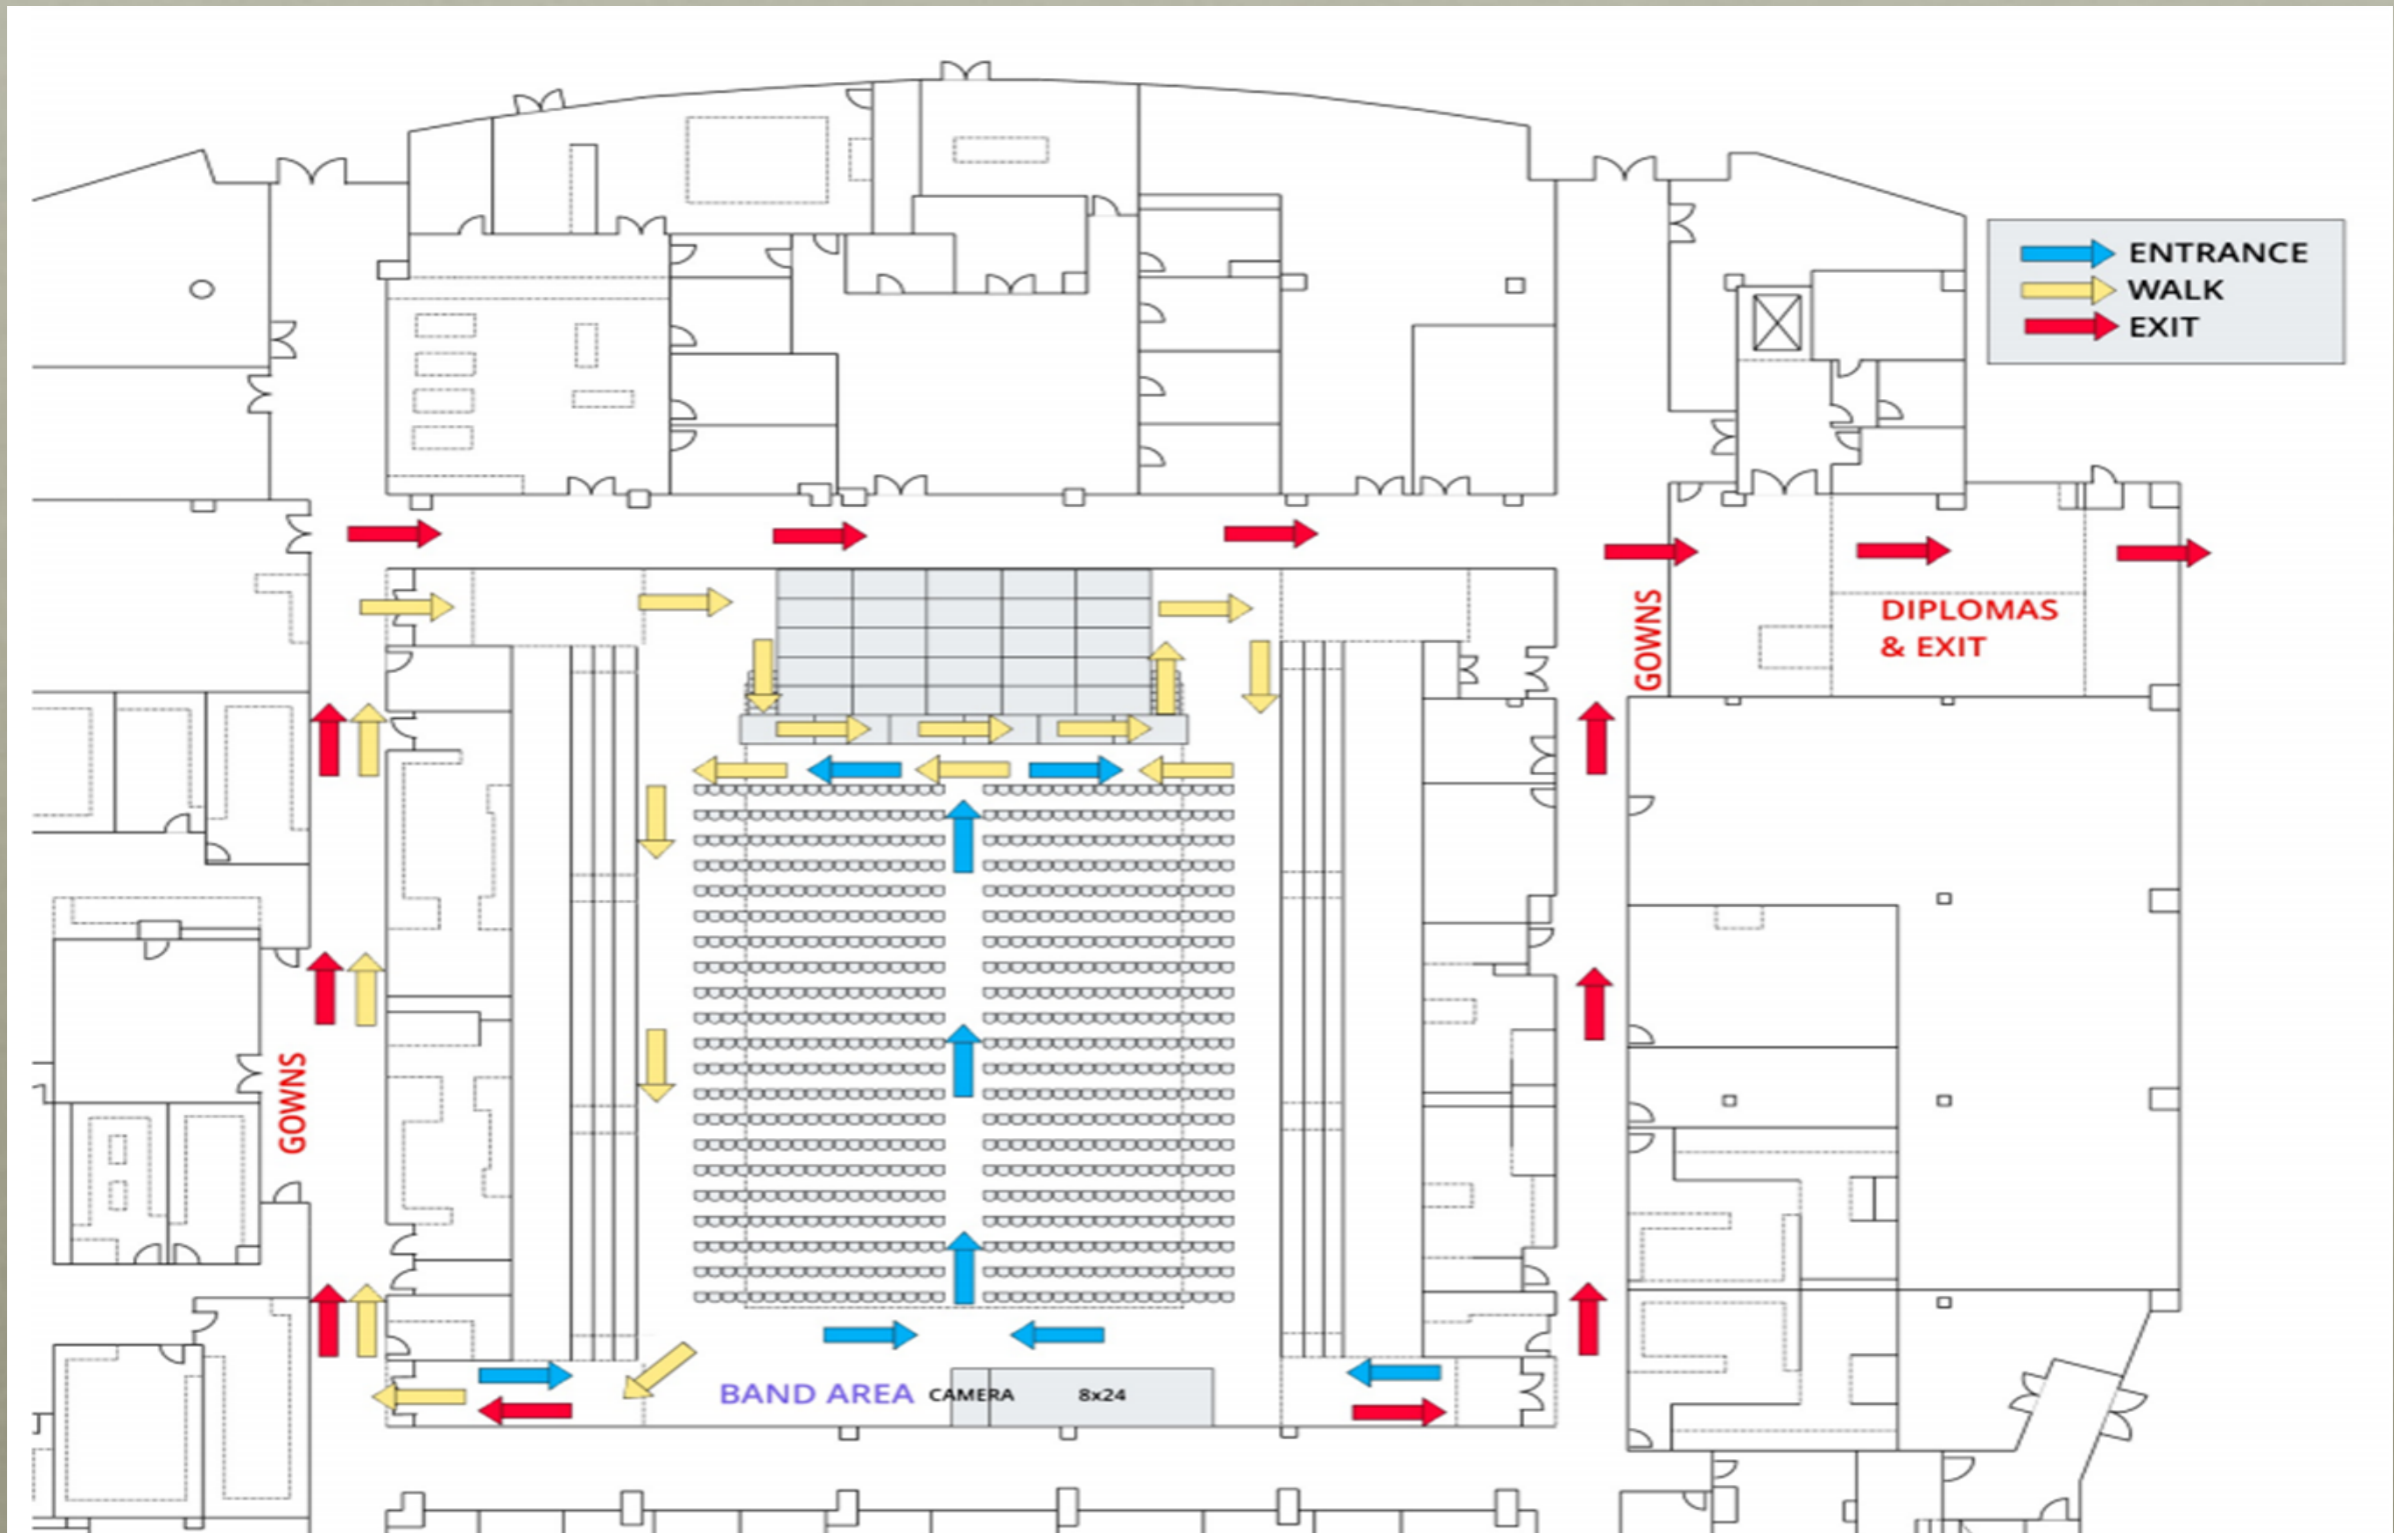 ENTRANCE
WALK
EXIT
GOWNS
DIPLOMAS
& EXIT
GOWNS
BAND AREA
CAMERA
8x24